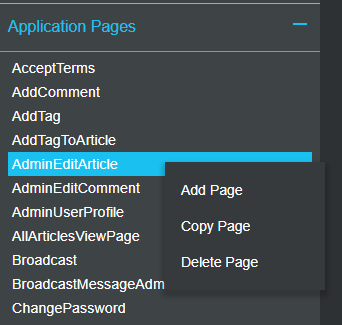 Application Pages
AcceptTerms
AddComment
AddTag
AddTagToArticle
AdminEditArticle
AdminEditComment
AdminUserProfile
AllArticlesViewPage
Broadcast
BroadcastMessageAdm
ChangePassword
Add Page
Copy Page
Delete Page